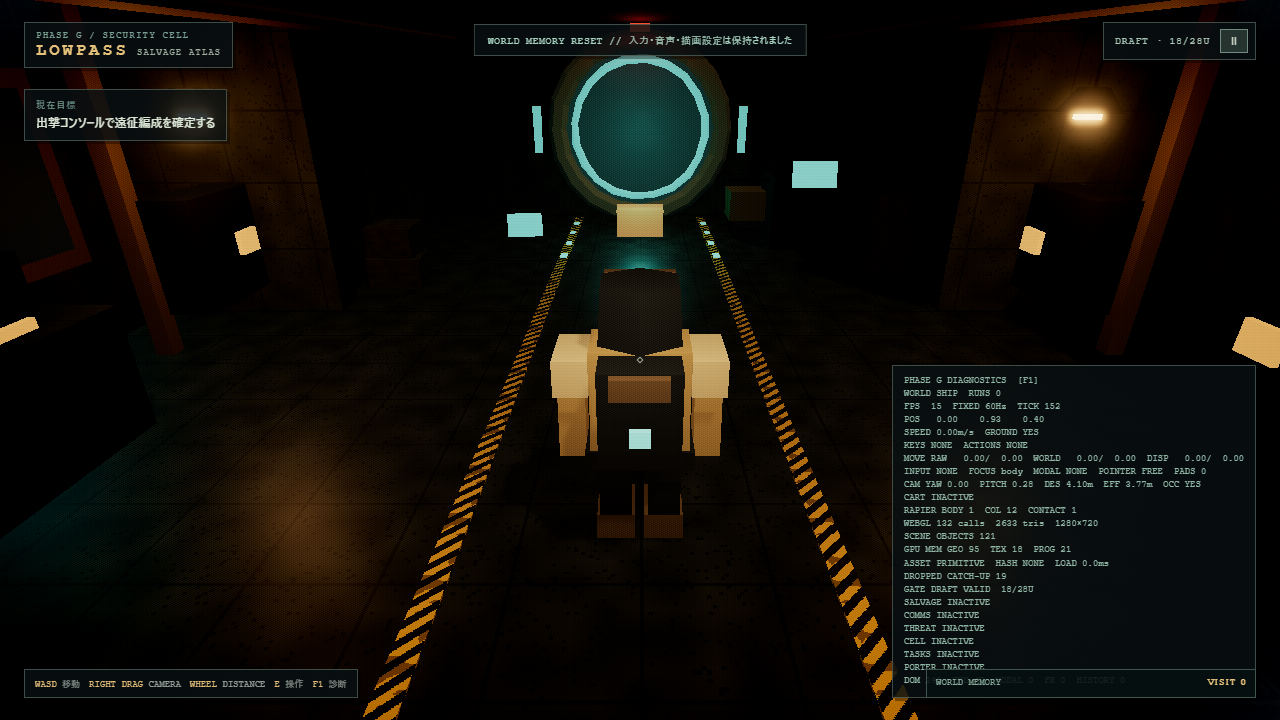 PHASE G / SECURITY CELL
LOWPASS SALVAGE ATLAS
WORLD MEMORY RESET // 入力・音声・描画設定は保持されました
DRAFT · 18/28U
現在目標
出撃コンソールで遠征編成を確定する
PHASE G DIAGNOSTICS [F1]
WORLD SHIP RUNS 0
FPS 15 FIXED 60Hz TICK 152
POS 0.00 0.93 0.40
SPEED 0.00m/s GROUND YES
KEYS NONE ACTIONS NONE
MOVE RAW 0.00/ 0.00 WORLD 0.00/ 0.00 DISP 0.00/ 0.00
INPUT NONE FOCUS body MODAL NONE POINTER FREE PADS 0
CAM YAW 0.00 PITCH 0.28 DES 4.10m EFF 3.77m OCC YES
CART INACTIVE
RAPIER BODY 1 COL 12 CONTACT 1
WEBGL 132 calls 2633 tris 1280×720
SCENE OBJECTS 121
GPU MEM GEO 95 TEX 18 PROG 21
ASSET PRIMITIVE HASH NONE LOAD 0.0ms
DROPPED CATCH-UP 19
GATE DRAFT VALID 18/28U
SALVAGE INACTIVE
COMMS INACTIVE
THREAT INACTIVE
CELL INACTIVE
TASKS INACTIVE
PORTER INACTIVE
DOM
WORLD MEMORY VISIT 0
WASD 移動 RIGHT DRAG CAMERA WHEEL DISTANCE E 操作 F1 診断